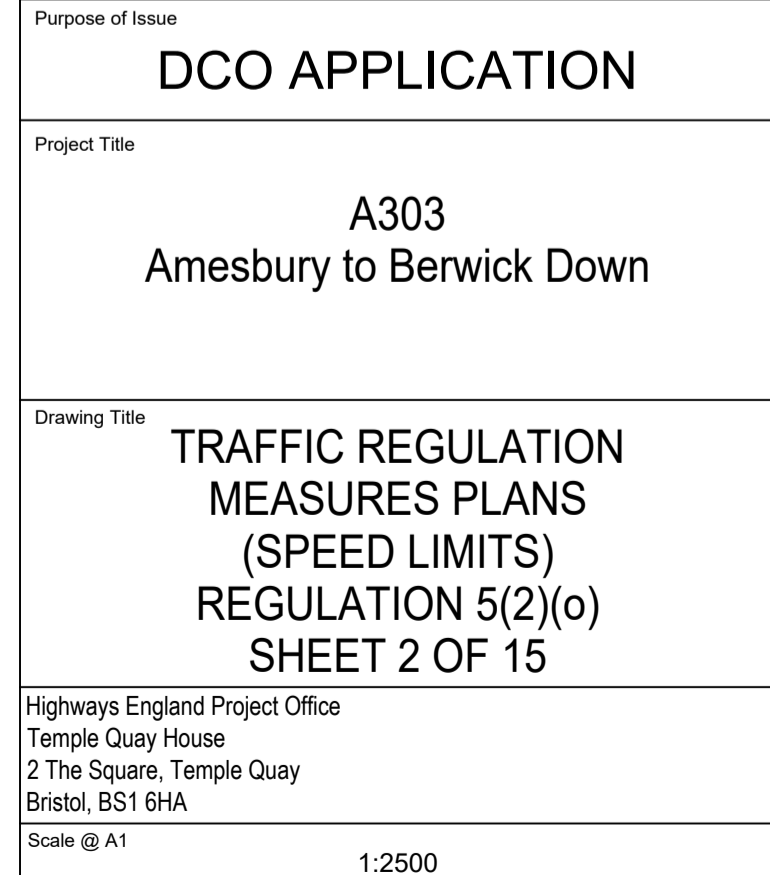 Purpose of Issue
DCO APPLICATION
Project Title
A303
Amesbury to Berwick Down
Drawing Title
TRAFFIC REGULATION
MEASURES PLANS
(SPEED LIMITS)
REGULATION 5(2)(o)
SHEET 2 OF 15
Highways England Project Office
Temple Quay House
2 The Square, Temple Quay
Bristol, BS1 6HA
Scale @ A1
1:2500